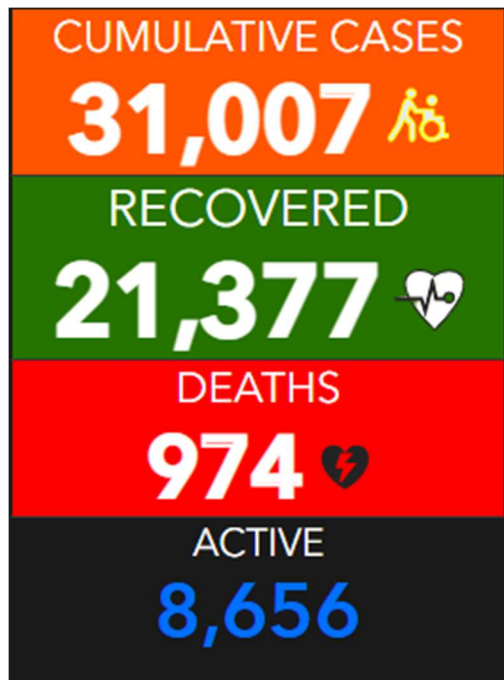 CUMULATIVE CASES
31,007
RECOVERED
21,377
DEATHS
974
ACTIVE
8,656